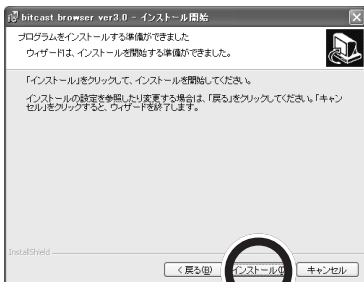 bitcast browser ver3.0 - インストール開始
プログラムをインストールする準備ができました
ウィザードは、インストールを開始する準備ができました。
「インストール」をクリックして、インストールを開始してください。
インストールの設定を参照したり変更する場合は、「戻る」をクリックしてください。「キャン
セル」をクリックすると、ウィザードを終了します。
InstallShield
< 戻る(B) インストール(I) キャンセル